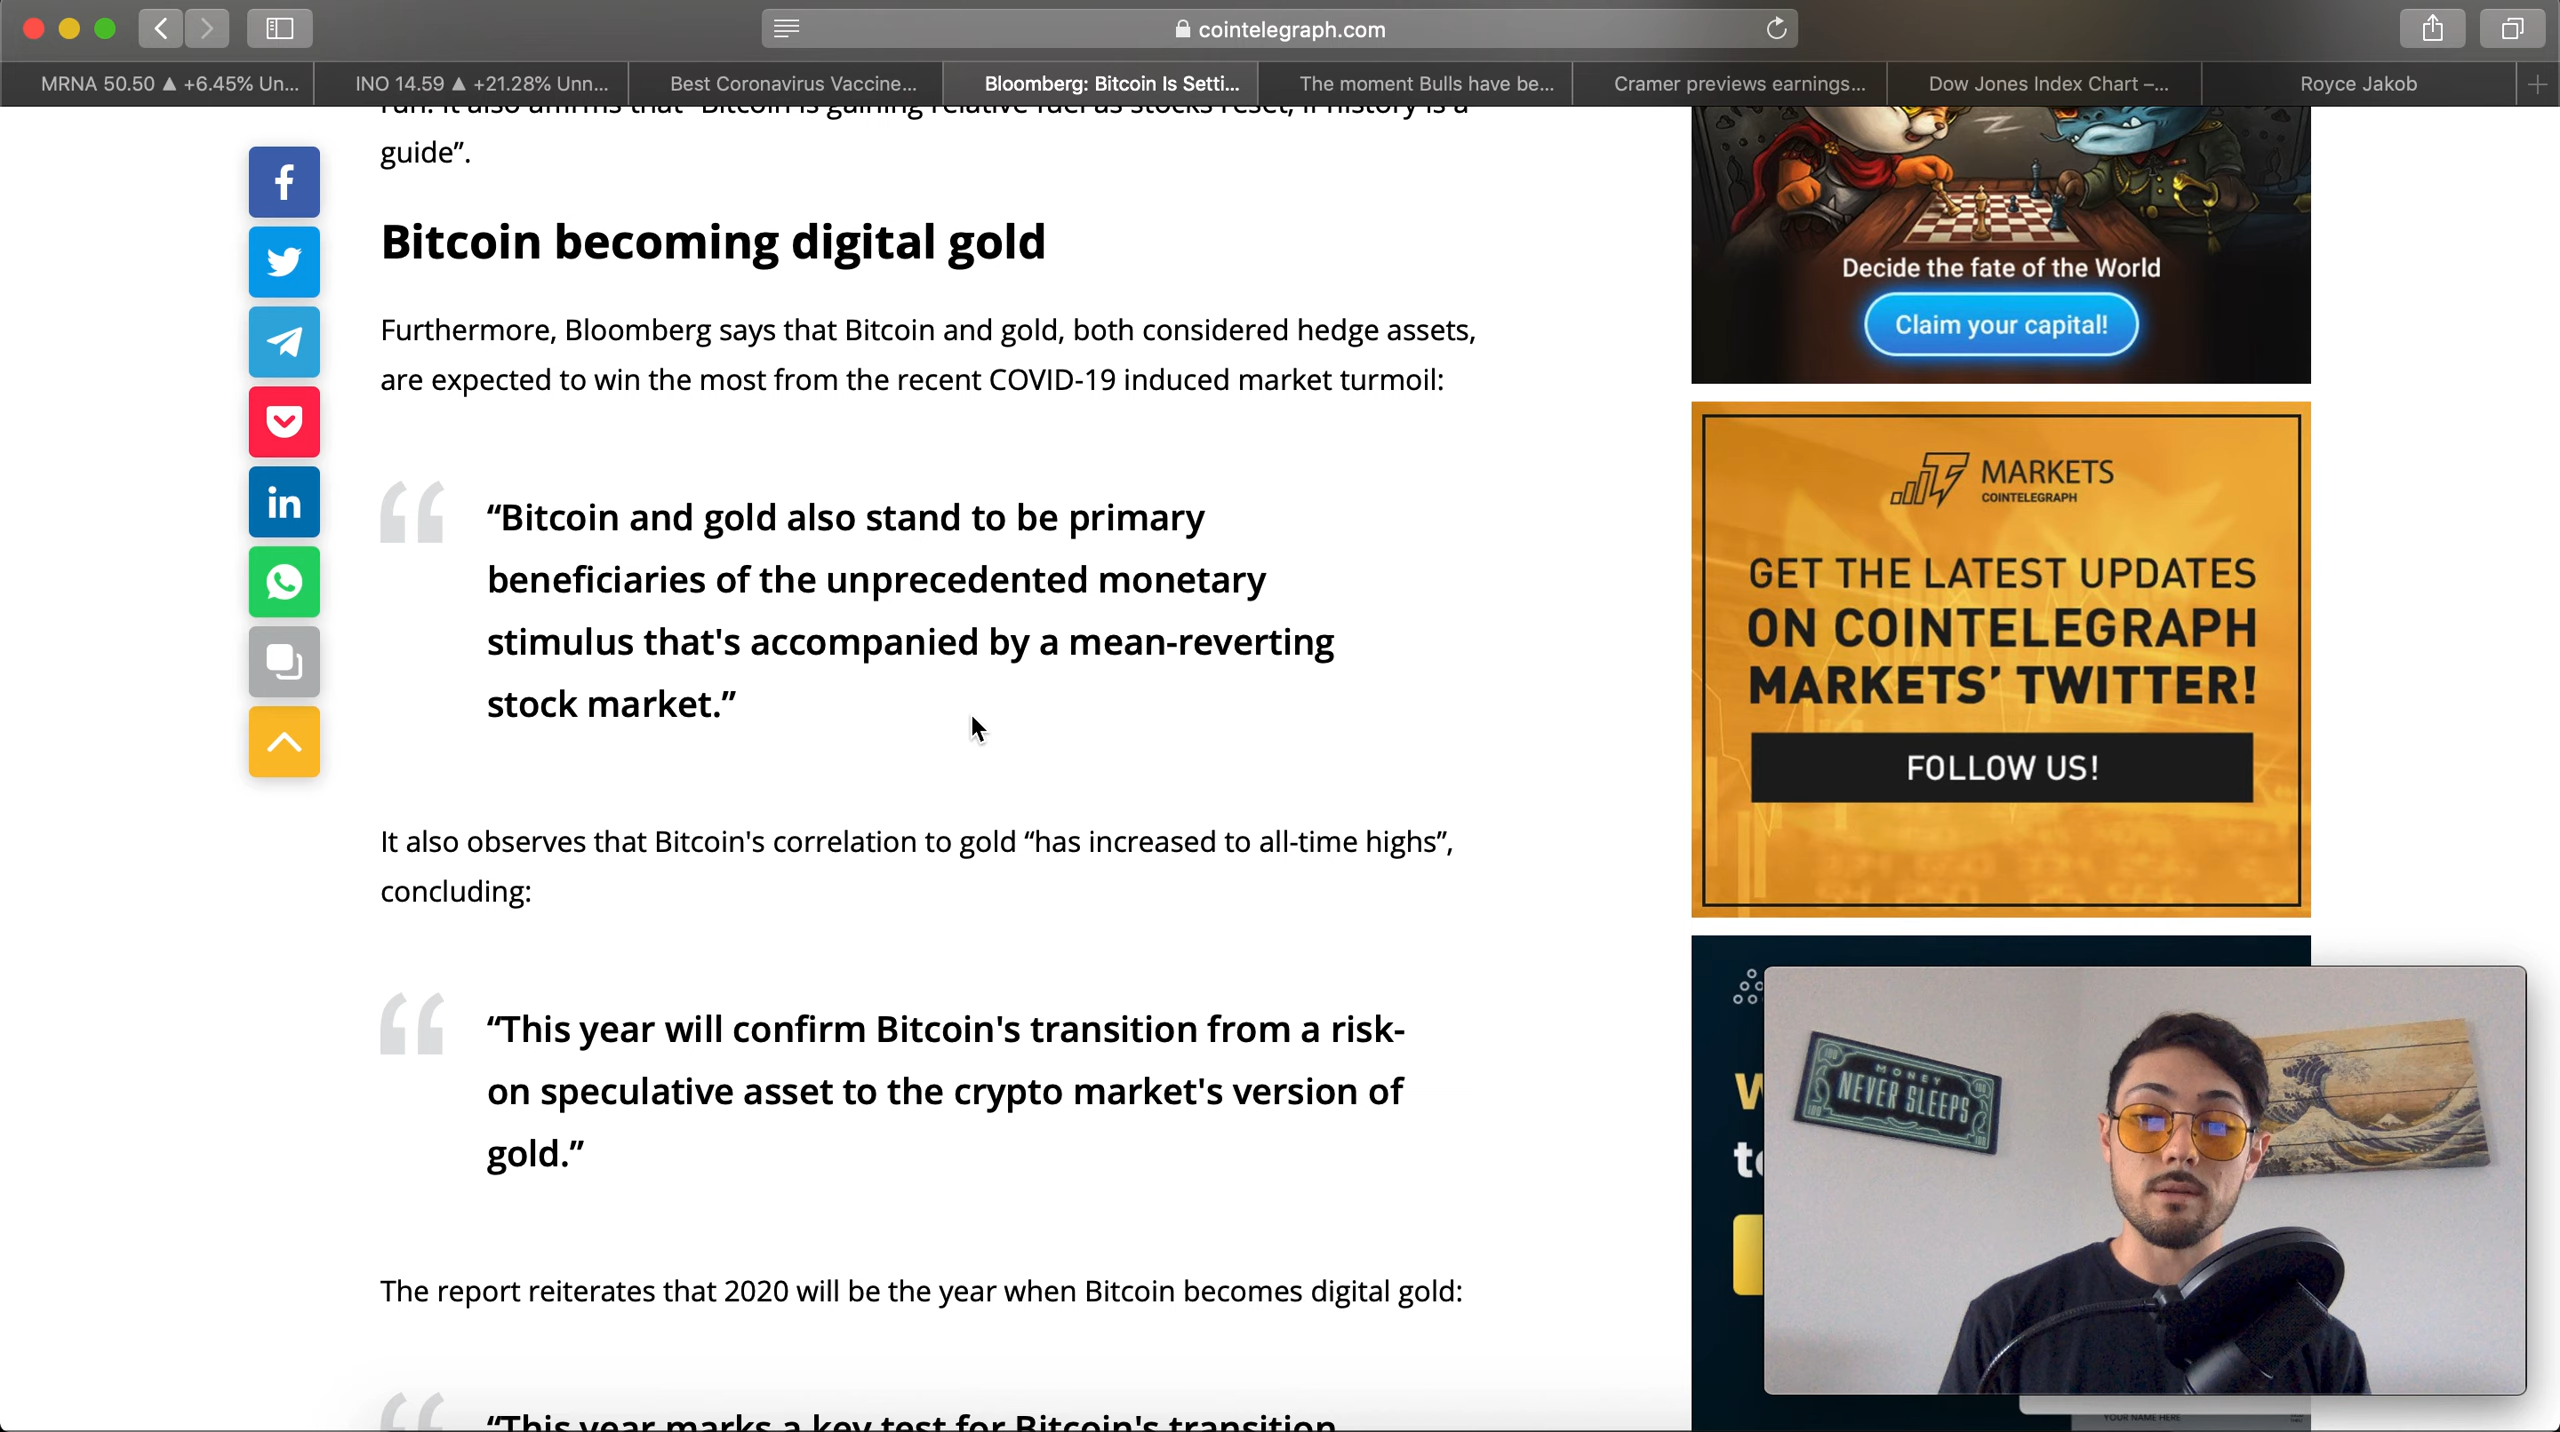 cointelegraph.com
MRNA 50.50 ▲ +6.45% Un...
INO 14.59 ▲ +21.28% Unn...
Best Coronavirus Vaccine...
Bloomberg: Bitcoin Is Setti...
The moment Bulls have be...
Cramer previews earnings...
Dow Jones Index Chart –...
Royce Jakob
run. It also affirms that “Bitcoin is gaining relative fuel as stocks reset, if history is a
guide”.
Bitcoin becoming digital gold
Furthermore, Bloomberg says that Bitcoin and gold, both considered hedge assets,
are expected to win the most from the recent COVID-19 induced market turmoil:
“Bitcoin and gold also stand to be primary
beneficiaries of the unprecedented monetary
stimulus that's accompanied by a mean-reverting
stock market.”
It also observes that Bitcoin's correlation to gold “has increased to all-time highs”,
concluding:
“This year will confirm Bitcoin's transition from a risk-
on speculative asset to the crypto market's version of
gold.”
The report reiterates that 2020 will be the year when Bitcoin becomes digital gold:
“This year marks a key test for Bitcoin's transition
Decide the fate of the World
Claim your capital!
MARKETS
COINTELEGRAPH
GET THE LATEST UPDATES
ON COINTELEGRAPH
MARKETS’ TWITTER!
FOLLOW US!
MONEY
NEVER SLEEPS
YOUR NAME HERE